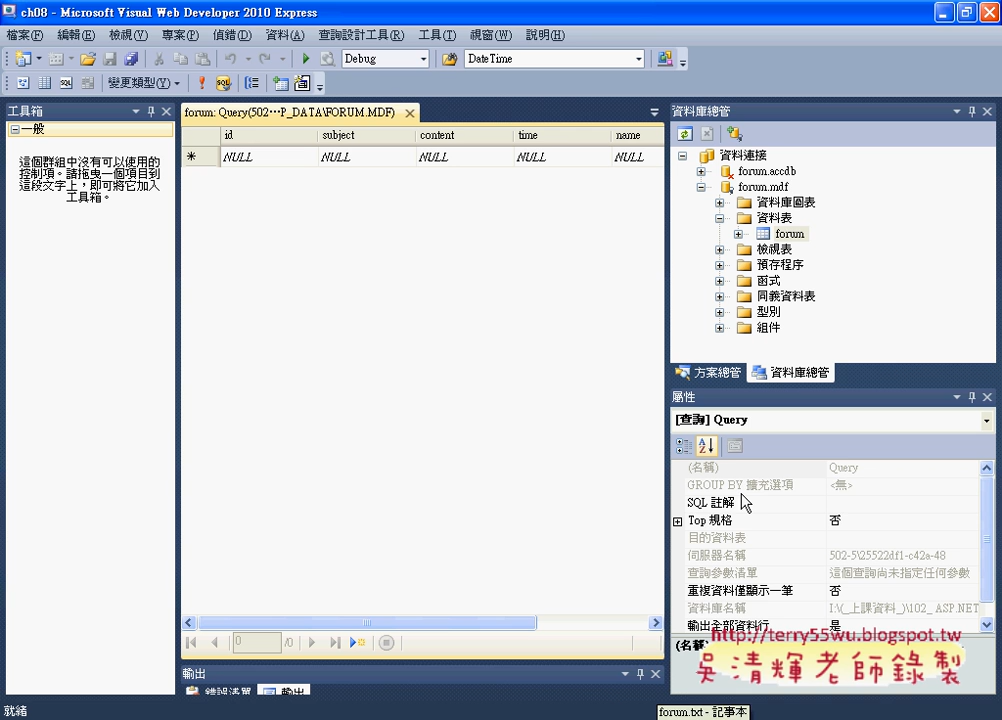 ch08 - Microsoft Visual Web Developer 2010 Express
檔案(F) 編輯(E) 檢視(V) 專案(P) 偵錯(D) 資料(A) 查詢設計工具(R) 工具(T) 視窗(W) 說明(H)
Debug DateTime
SQL 變更類型(Y)
工具箱
一般
這個群組中沒有可以使用的
控制項。請拖曳一個項目到
這段文字上，即可將它加入
工具箱。
forum: Query(502⋯P_DATA\FORUM.MDF)
id subject content time name
NULL NULL NULL NULL NULL
0 /0
輸出
錯誤清單 輸出
資料庫總管
資料連接
forum.accdb
forum.mdf
資料庫圖表
資料表
forum
檢視表
預存程序
函式
同義資料表
型別
組件
方案總管 資料庫總管
屬性
[查詢] Query
(名稱) Query
GROUP BY 擴充選項 <無>
SQL 註解
Top 規格 否
目的資料表
伺服器名稱 502-5\25522df1-c42a-48
查詢參數清單 這個查詢尚未指定任何參數
重複資料僅顯示一筆 否
資料庫名稱 I:\(_上課資料_)\102_ ASP.NET
輸出全部資料行 是
(名稱)
http://terry55wu.blogspot.tw
吳清輝老師錄製
就緒
forum.txt - 記事本